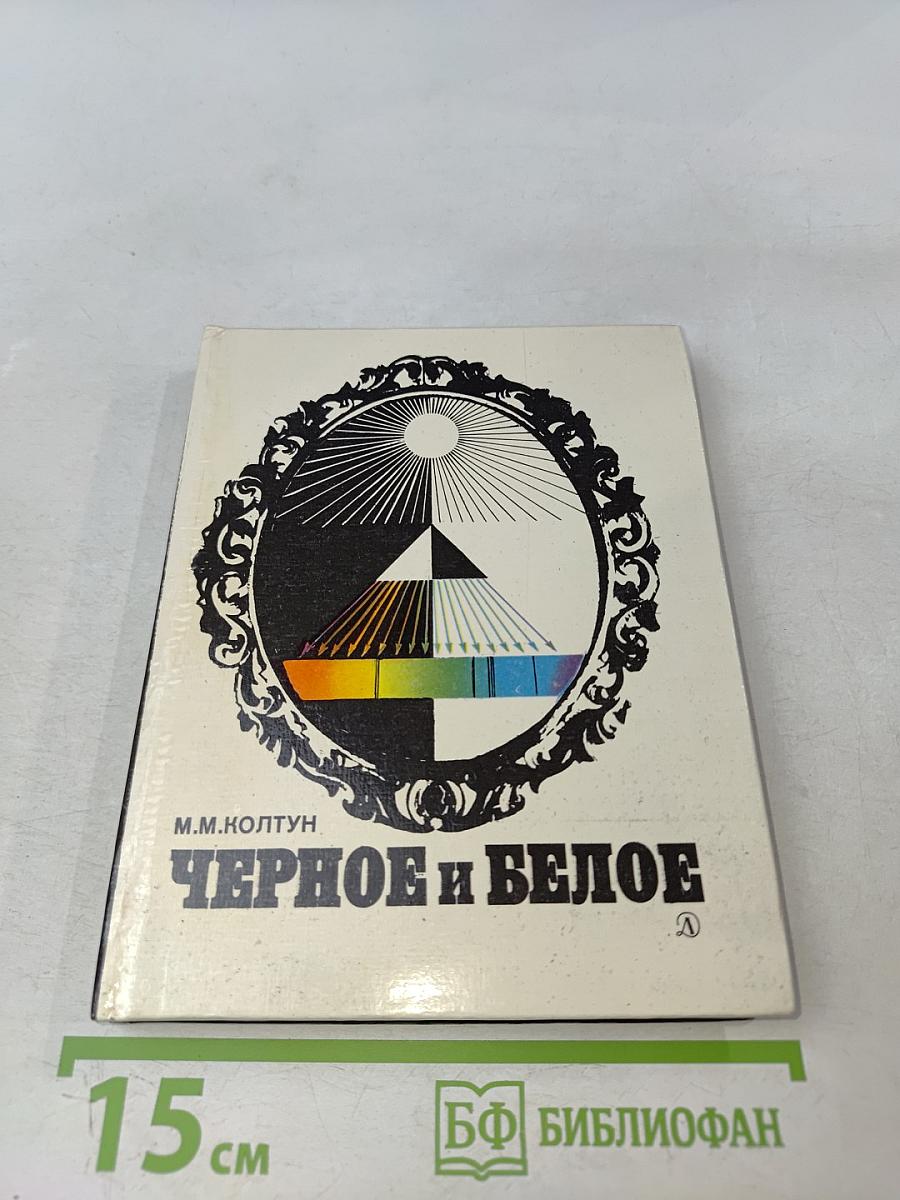 М.М.КОЛТУН
ЧЕРНОЕ и БЕЛОЕ
Д
15 см
БФ БИБЛИОФАН